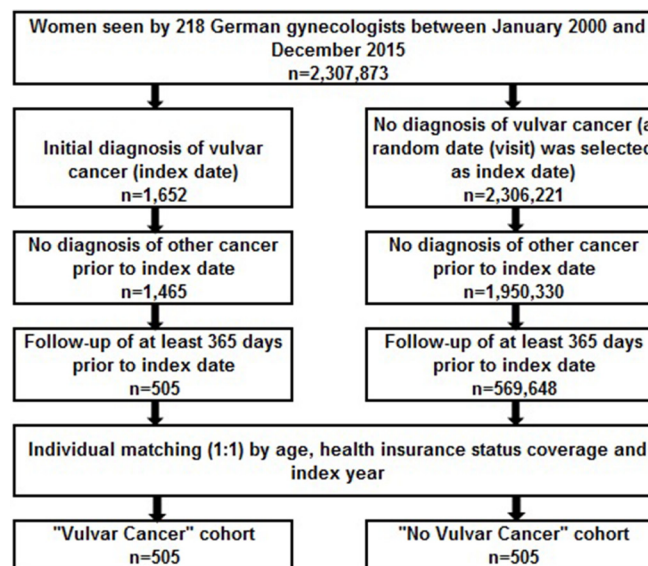 Women seen by 218 German gynecologists between January 2000 and
December 2015
n=2,307,873
Initial diagnosis of vulvar
cancer (index date)
n=1,652
No diagnosis of vulvar cancer (a
random date (visit) was selected
as index date)
n=2,306,221
No diagnosis of other cancer
prior to index date
n=1,465
No diagnosis of other cancer
prior to index date
n=1,950,330
Follow-up of at least 365 days
prior to index date
n=505
Follow-up of at least 365 days
prior to index date
n=569,648
Individual matching (1:1) by age, health insurance status coverage and
index year
"Vulvar Cancer" cohort
n=505
"No Vulvar Cancer" cohort
n=505